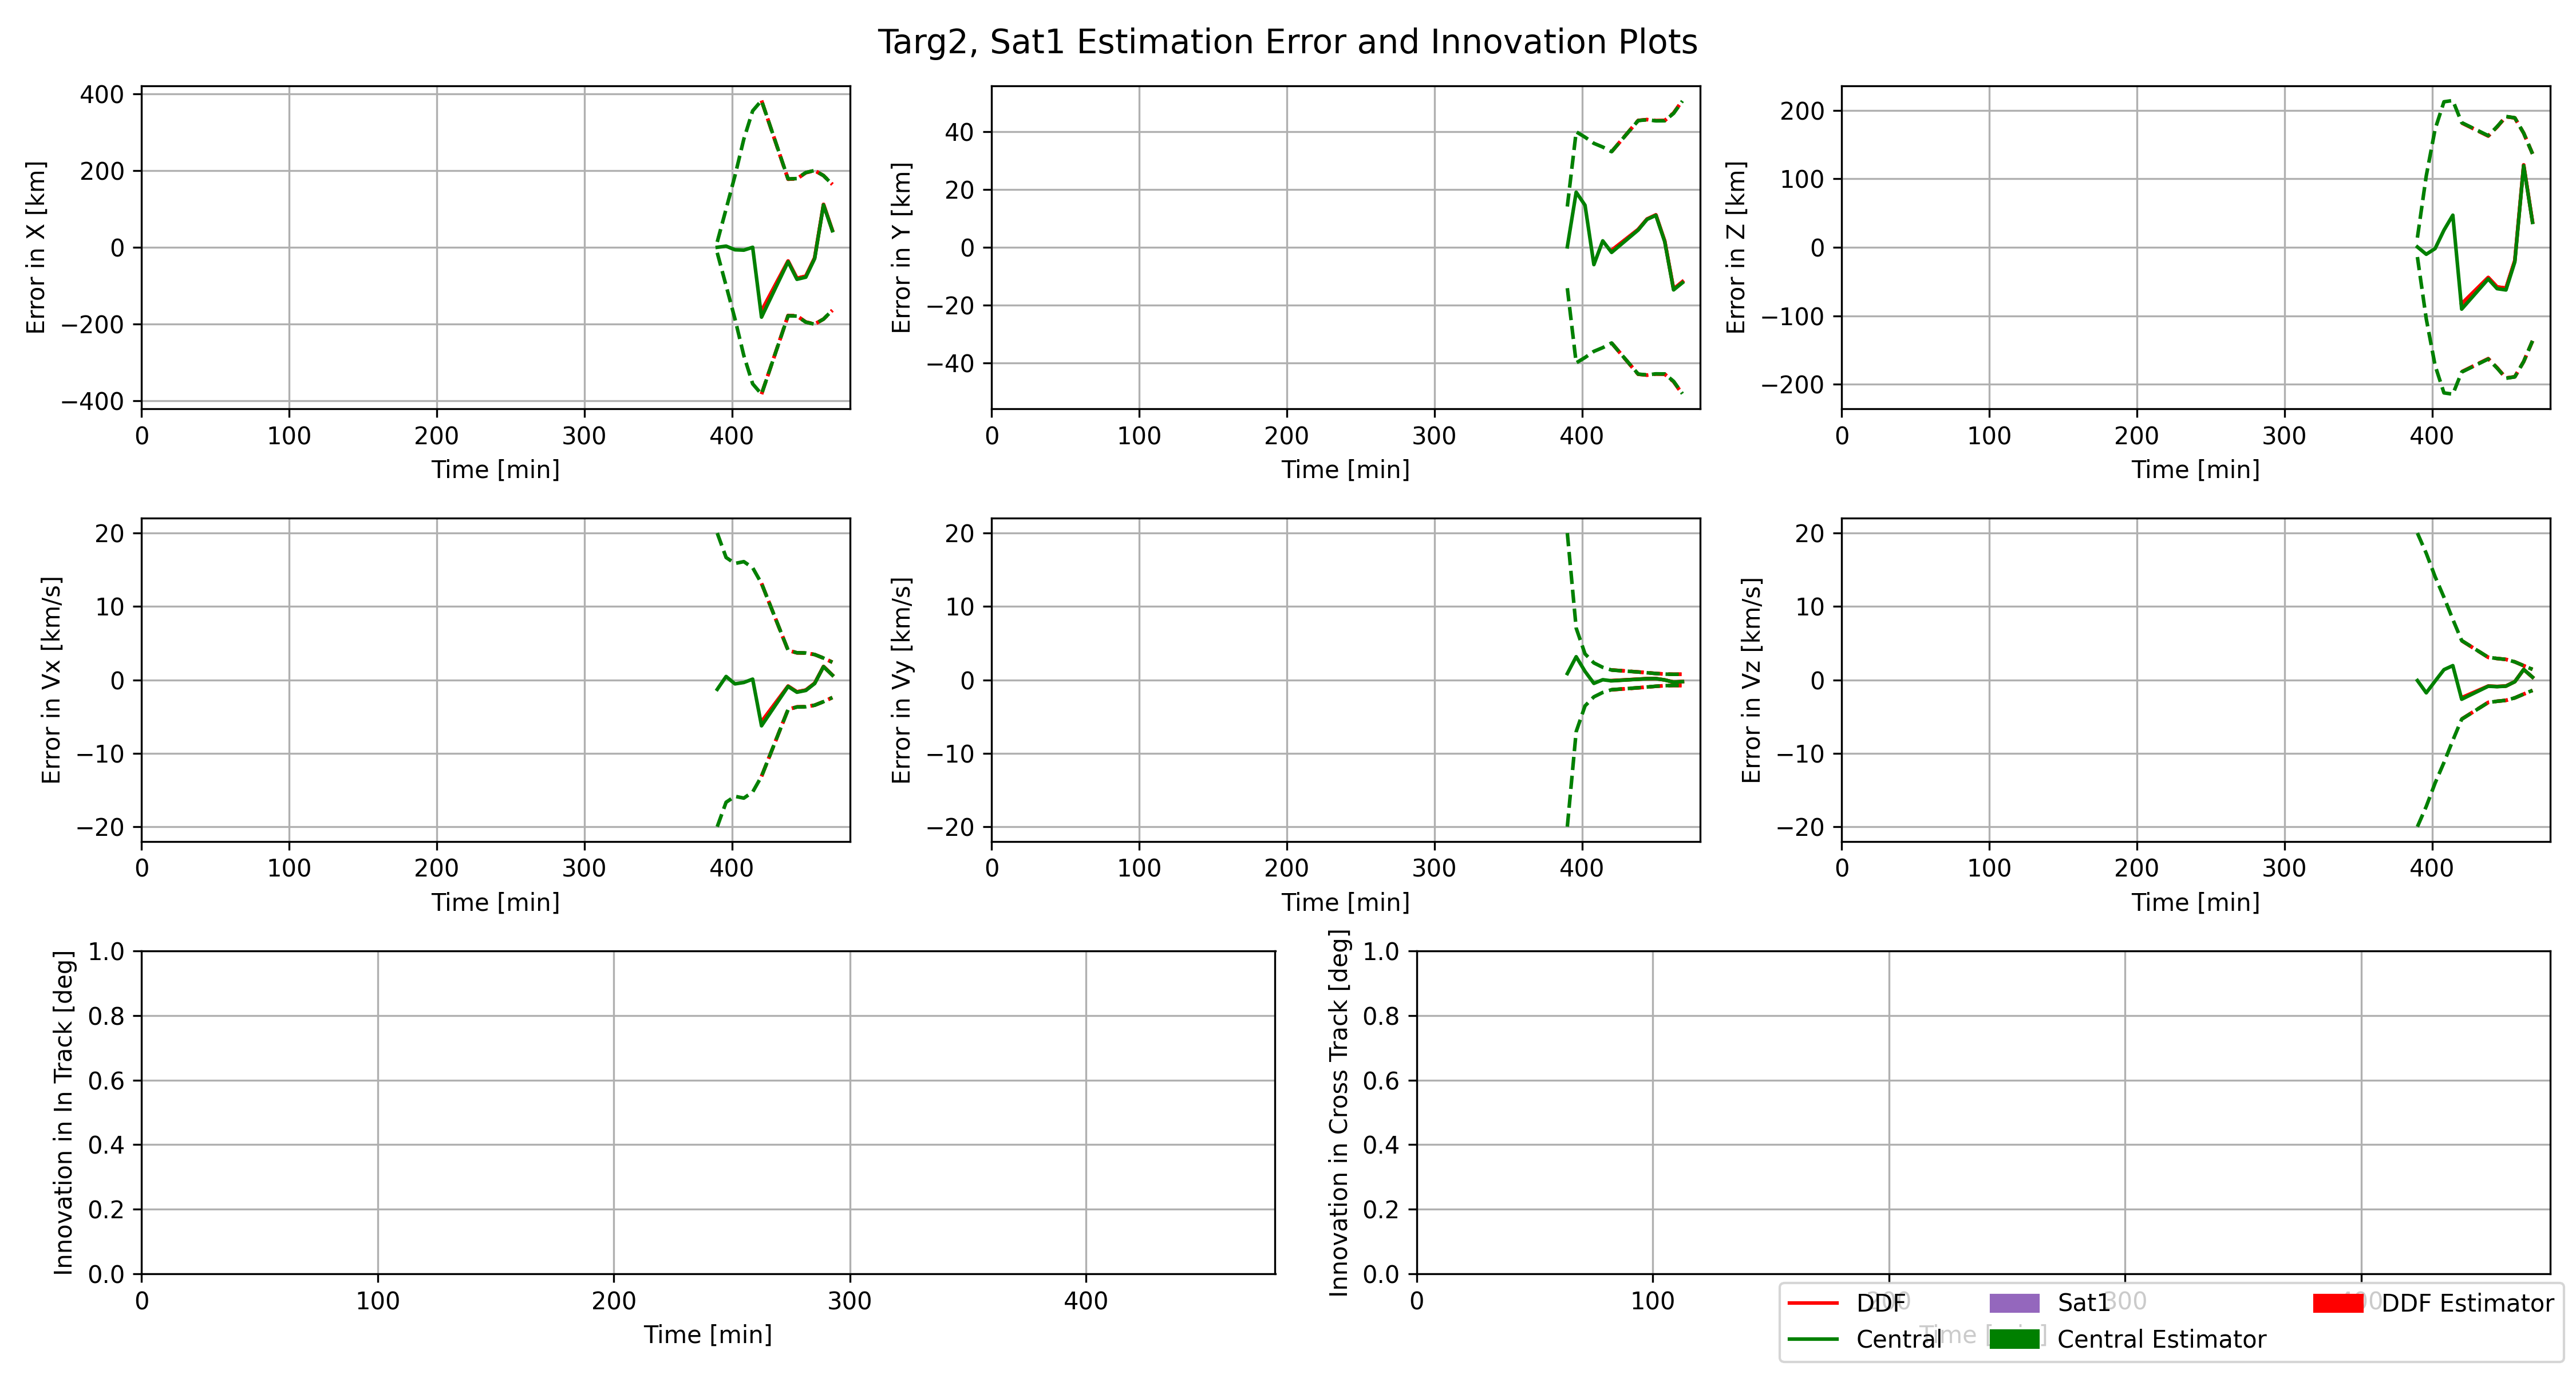 Targ2, Sat1 Estimation Error and Innovation Plots
Error in X [km]
400
200
0
−200
−400
0 100 200 300 400
Time [min]
Error in Y [km]
40
20
0
−20
−40
0 100 200 300 400
Time [min]
Error in Z [km]
200
100
0
−100
−200
0 100 200 300 400
Time [min]
Error in Vx [km/s]
20
10
0
−10
−20
0 100 200 300 400
Time [min]
Error in Vy [km/s]
20
10
0
−10
−20
0 100 200 300 400
Time [min]
Error in Vz [km/s]
20
10
0
−10
−20
0 100 200 300 400
Time [min]
Innovation in In Track [deg]
1.0
0.8
0.6
0.4
0.2
0.0
0 100 200 300 400
Time [min]
Innovation in Cross Track [deg]
1.0
0.8
0.6
0.4
0.2
0.0
0 100 200 300 400
Time [min]
DDF
Central
Sat1
Central Estimator
DDF Estimator